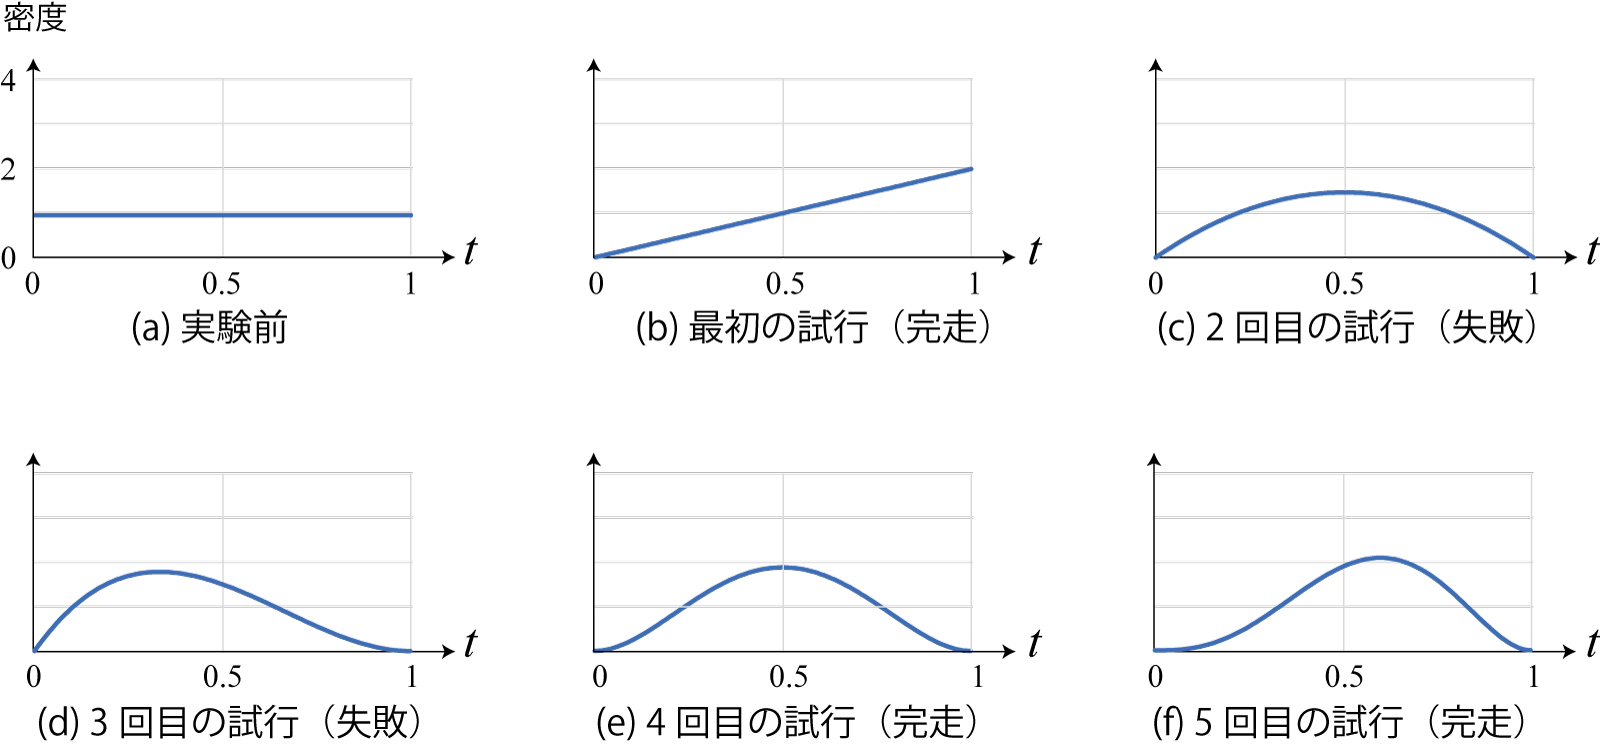 密度
4
2
0
0 0.5 1 t
0 0.5 1 t
0 0.5 1 t
(a) 実験前
(b) 最初の試行（完走）
(c) 2 回目の試行（失敗）
0 0.5 1 t
0 0.5 1 t
0 0.5 1 t
(d) 3 回目の試行（失敗）
(e) 4 回目の試行（完走）
(f) 5 回目の試行（完走）